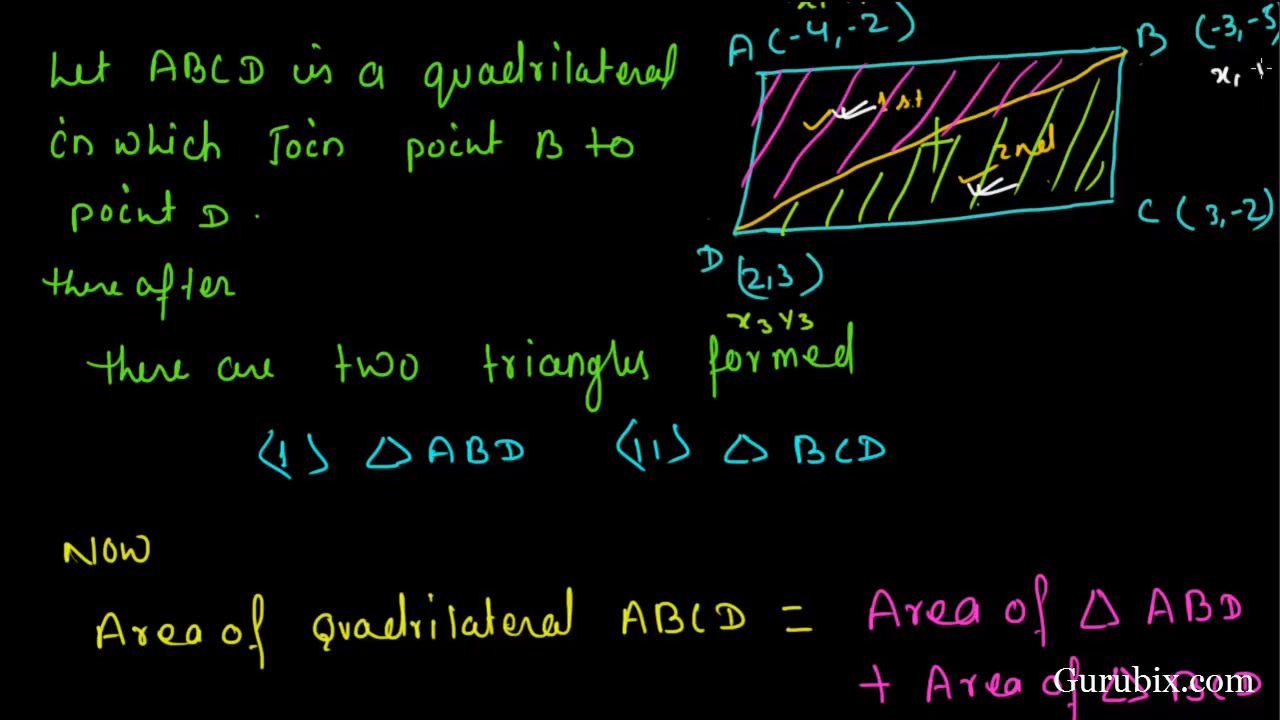 A (-4,-2)
B (-3,-5)
Let ABCD is a quadrilateral
x,
1st
in which Join point B to
2nd
point D .
C (3,-2)
D (2,3)
there after
x3 y3
there are two triangles formed
(1) △ ABD (11) △ BCD
NOW
Area of Quadrilateral ABCD = Area of △ ABD
+ Area of △ BCD
Gurubix.com